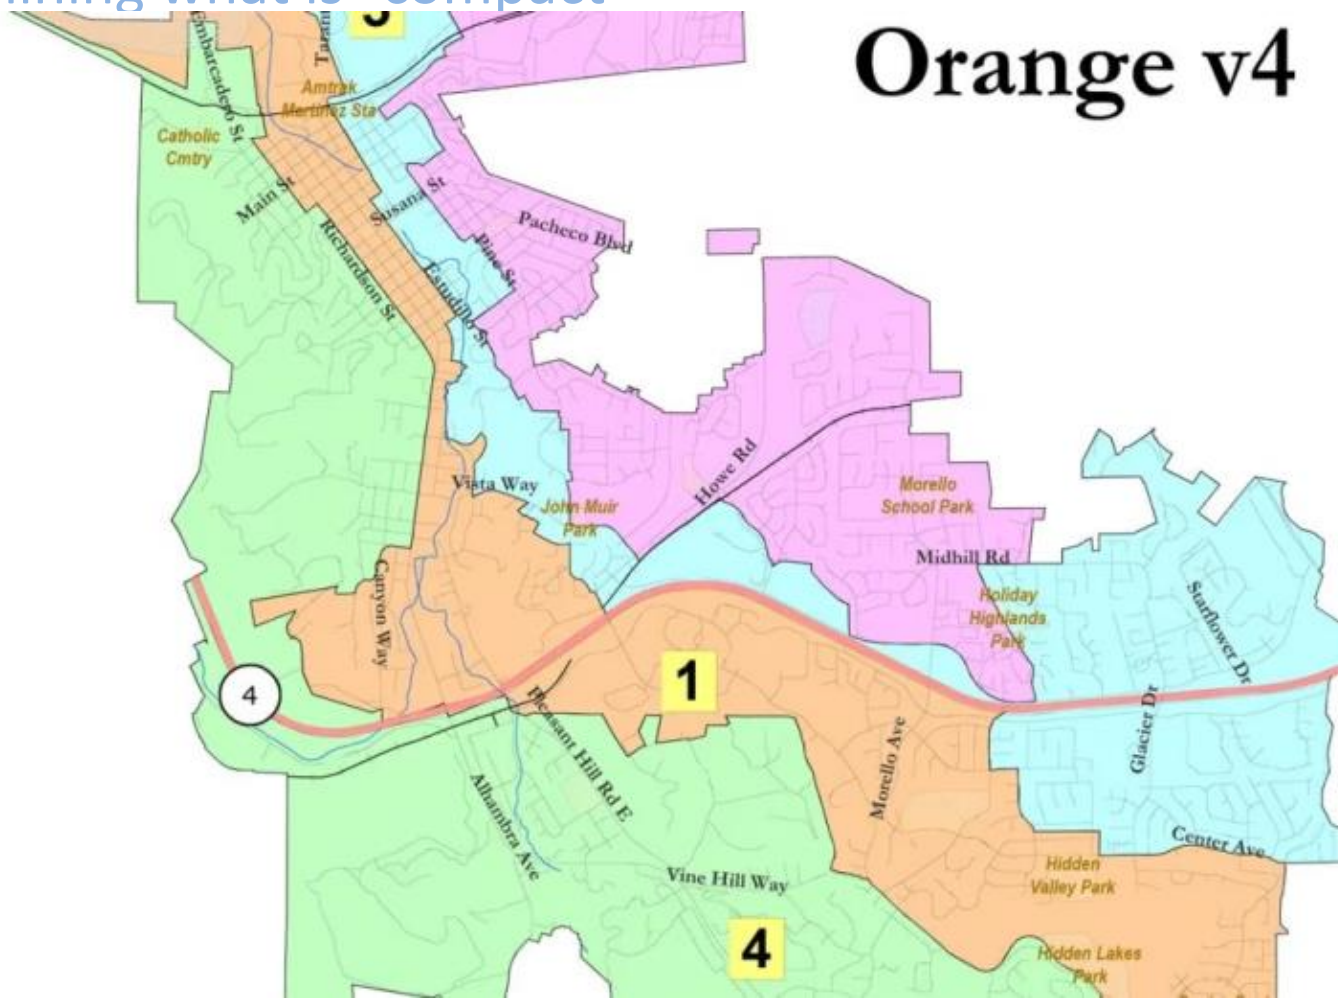 Orange v4
Embarcadero St
Amtrak
Martinez Sta
Catholic
Cmtry
Main St
Susana St
Richardson St
Pacheco Blvd
Pine St
Estudillo St
Howe Rd
Vista Way
John Muir
Park
Morello
School Park
Midhill Rd
Holiday
Highlands
Park
Starflower Dr
Canyon Way
4
1
Pleasant Hill Rd E
Glacier Dr
Morello Ave
Alhambra Ave
Center Ave
Vine Hill Way
Hidden
Valley Park
4
Hidden Lakes
Park